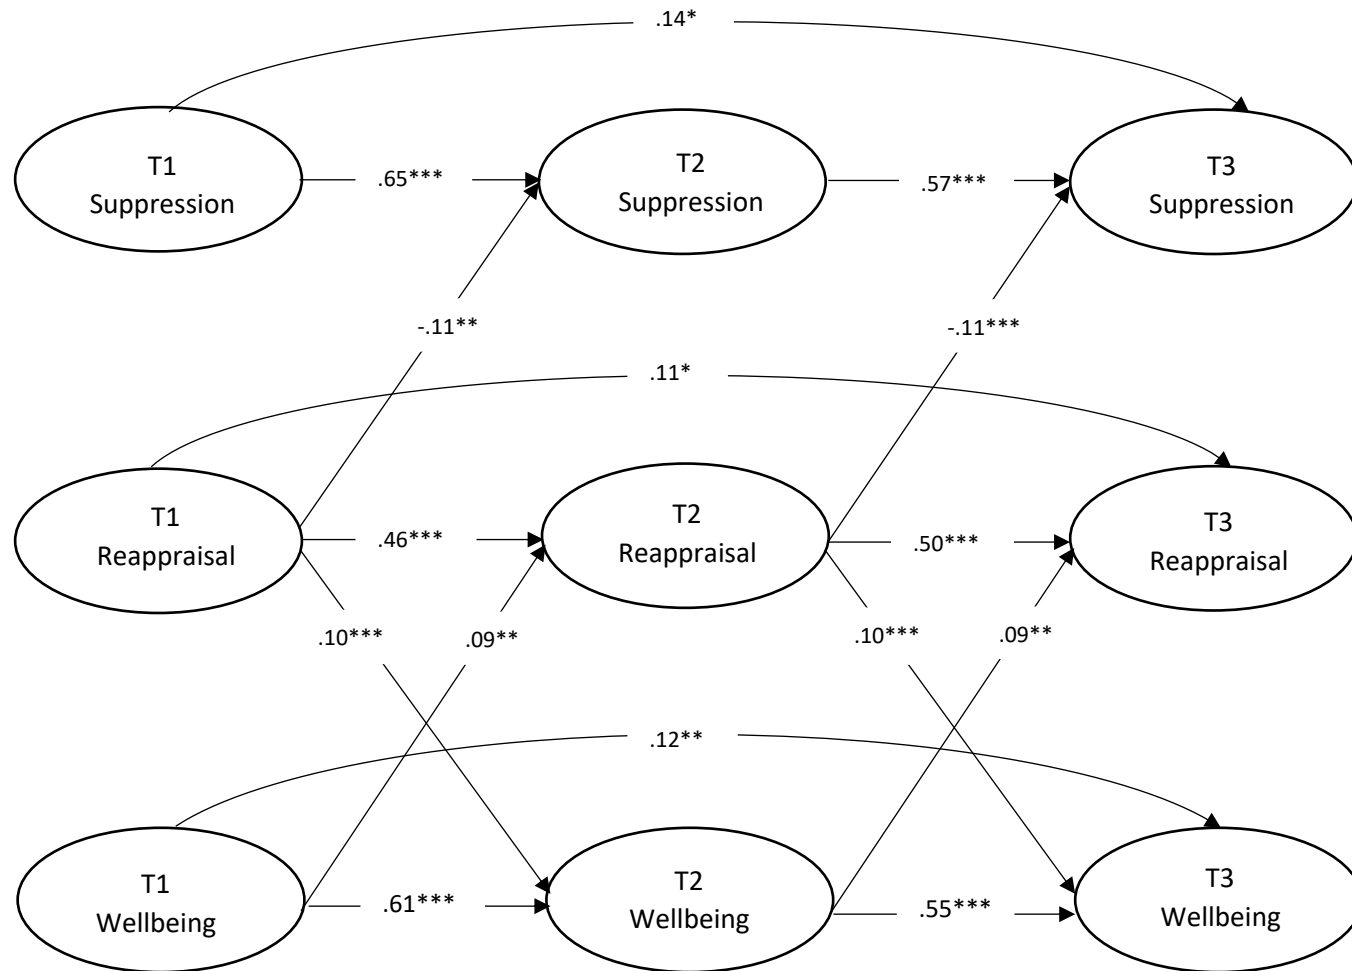 .14*
T1
Suppression
.65***
T2
Suppression
.57***
T3
Suppression
-.11**
-.11***
.11*
T1
Reappraisal
.46***
T2
Reappraisal
.50***
T3
Reappraisal
.10***
.09**
.10***
.09**
.12**
T1
Wellbeing
.61***
T2
Wellbeing
.55***
T3
Wellbeing